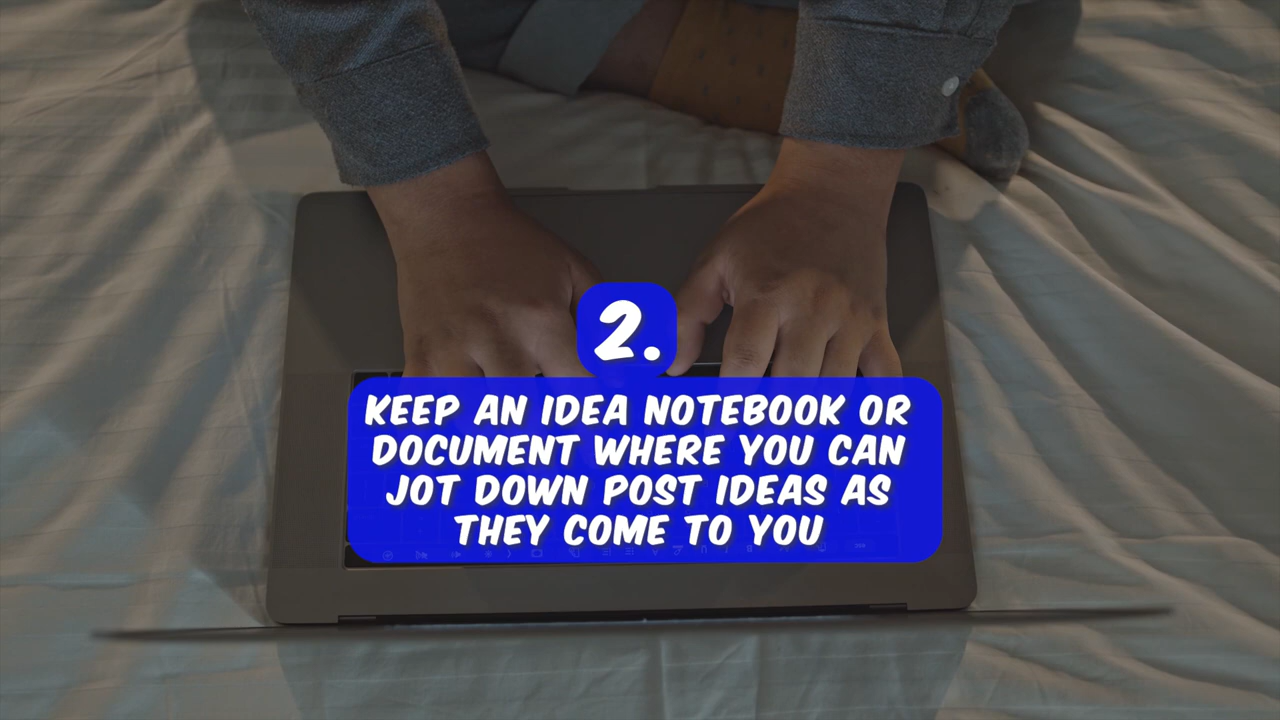 2.
KEEP AN IDEA NOTEBOOK OR
DOCUMENT WHERE YOU CAN
JOT DOWN POST IDEAS AS
THEY COME TO YOU